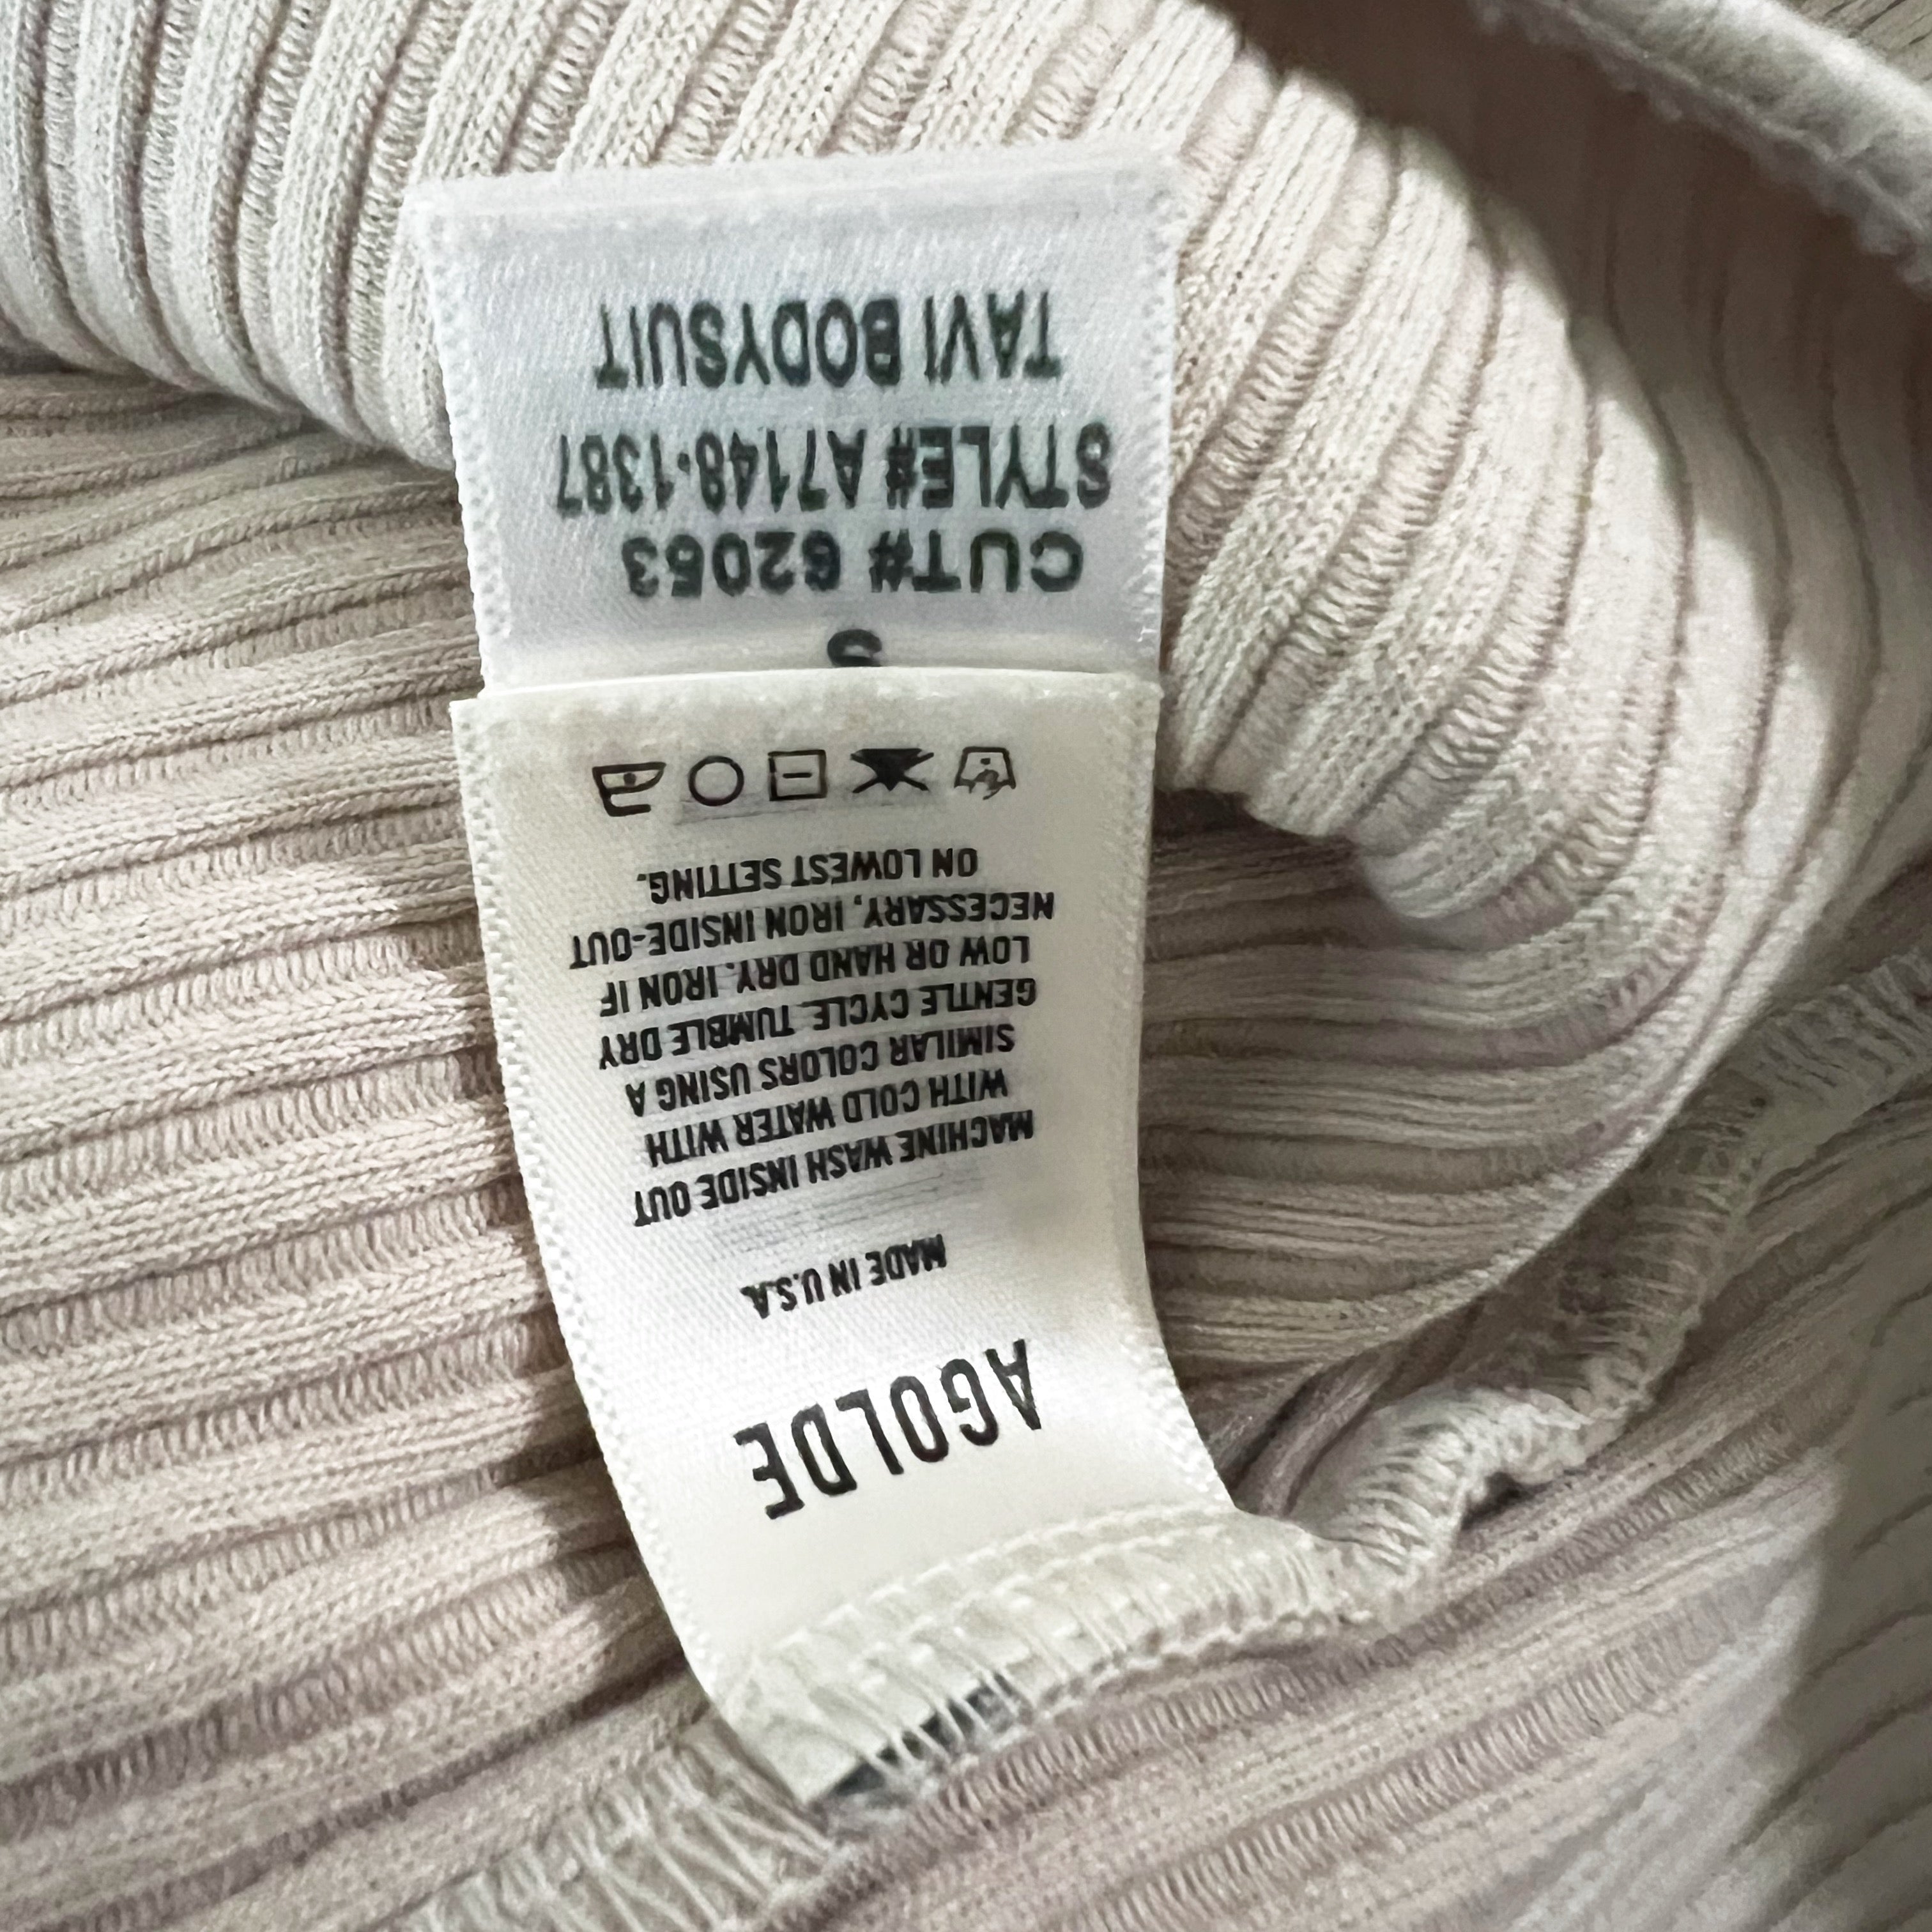 AGOLDE
MADE IN U.S.A.
MACHINE WASH INSIDE OUT
WITH COLD WATER WITH
SIMILAR COLORS USING A
GENTLE CYCLE. TUMBLE DRY
LOW OR HAND DRY. IRON IF
NECESSARY, IRON INSIDE-OUT
ON LOWEST SETTING.
S
CUT# 62053
STYLE# A7148-1387
TAVI BODYSUIT